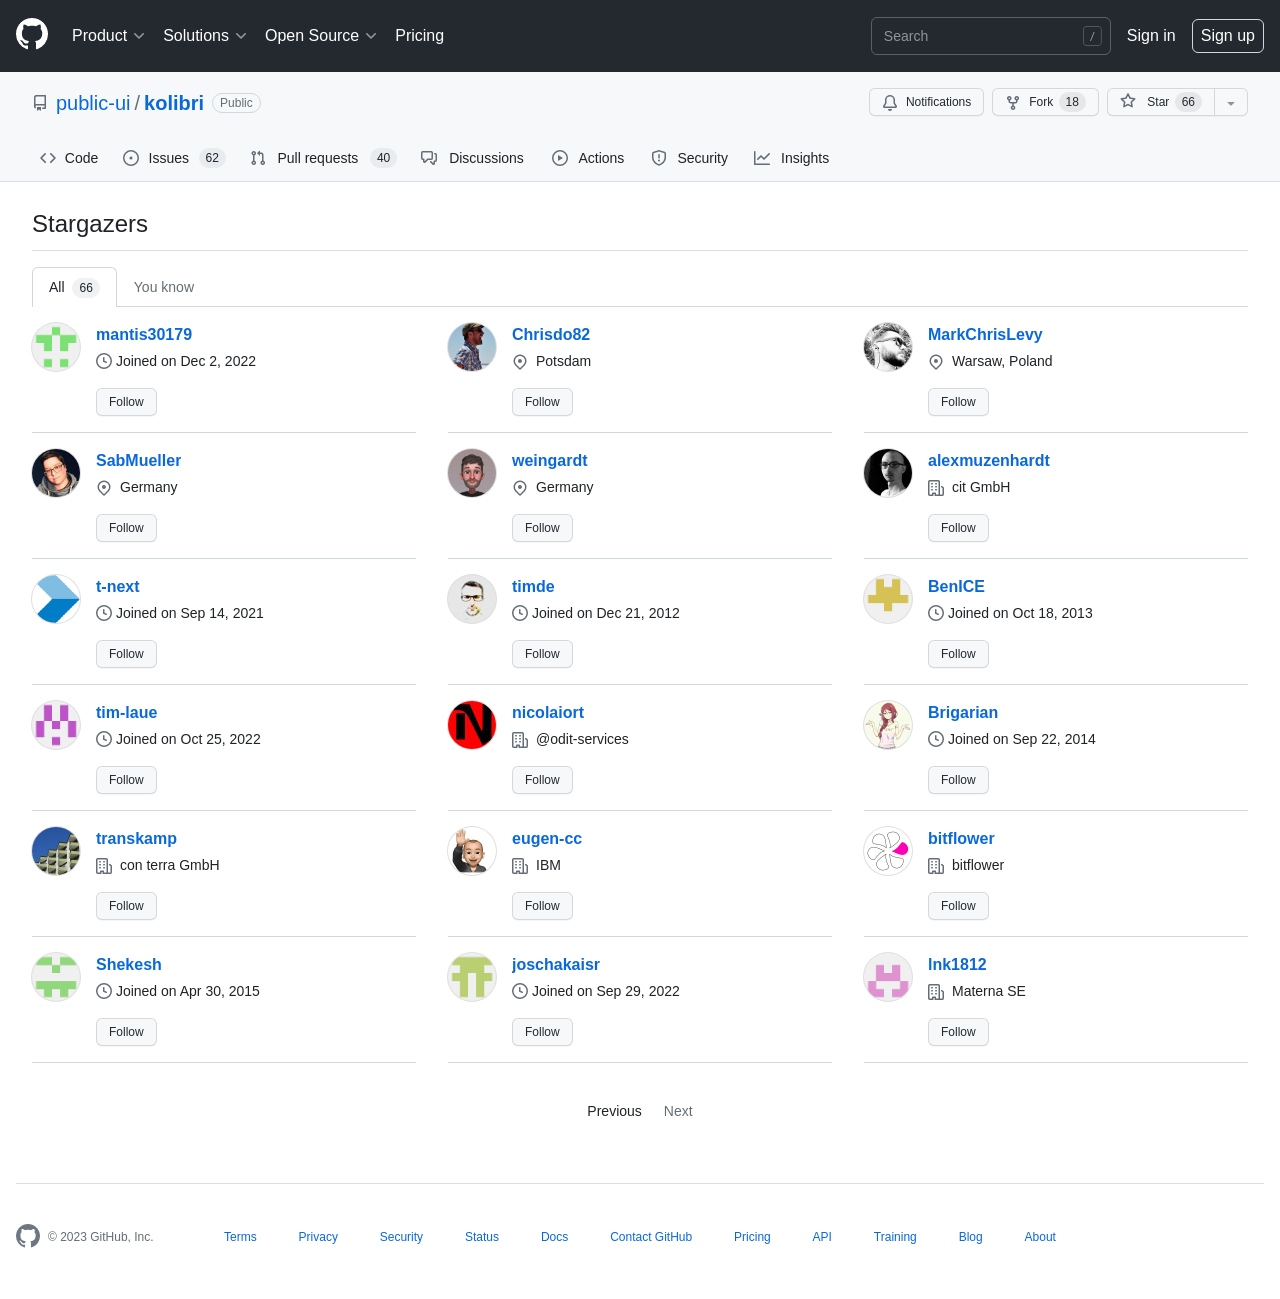 Product Solutions Open Source Pricing Search / Sign in Sign up
public-ui / kolibri Public Notifications Fork 18 Star 66
Code Issues 62 Pull requests 40 Discussions Actions Security Insights
Stargazers
All 66 You know
mantis30179 Chrisdo82 MarkChrisLevy
Joined on Dec 2, 2022 Potsdam Warsaw, Poland
Follow Follow Follow
SabMueller weingardt alexmuzenhardt
Germany Germany cit GmbH
Follow Follow Follow
t-next timde BenICE
Joined on Sep 14, 2021 Joined on Dec 21, 2012 Joined on Oct 18, 2013
Follow Follow Follow
tim-laue nicolaiort Brigarian
Joined on Oct 25, 2022 @odit-services Joined on Sep 22, 2014
Follow Follow Follow
transkamp eugen-cc bitflower
con terra GmbH IBM bitflower
Follow Follow Follow
Shekesh joschakaisr lnk1812
Joined on Apr 30, 2015 Joined on Sep 29, 2022 Materna SE
Follow Follow Follow
Previous Next
© 2023 GitHub, Inc. Terms Privacy Security Status Docs Contact GitHub Pricing API Training Blog About